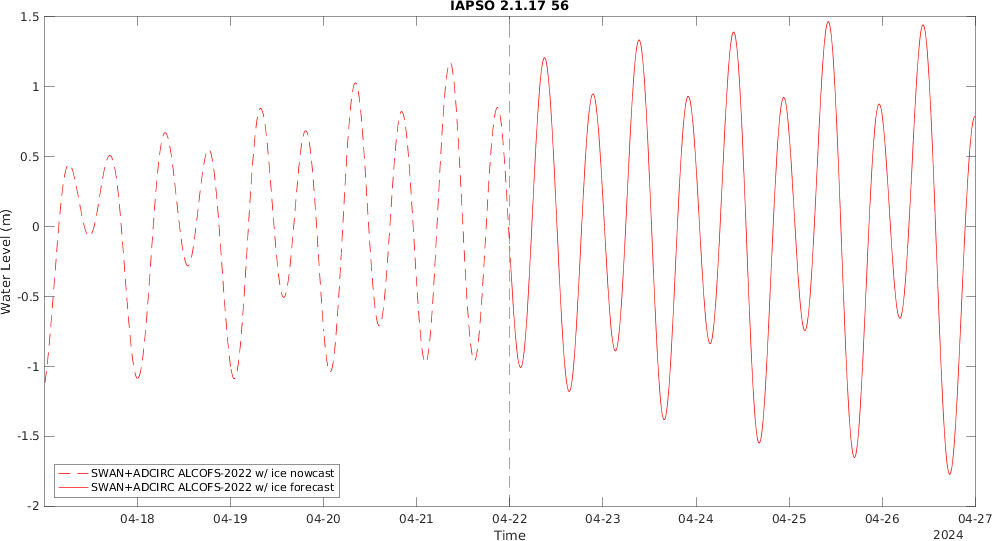 IAPSO 2.1.17 56
Water Level (m)
1.5
1
0.5
0
-0.5
-1
-1.5
-2
SWAN+ADCIRC ALCOFS-2022 w/ ice nowcast
SWAN+ADCIRC ALCOFS-2022 w/ ice forecast
04-18 04-19 04-20 04-21 04-22 04-23 04-24 04-25 04-26 04-27
Time
2024